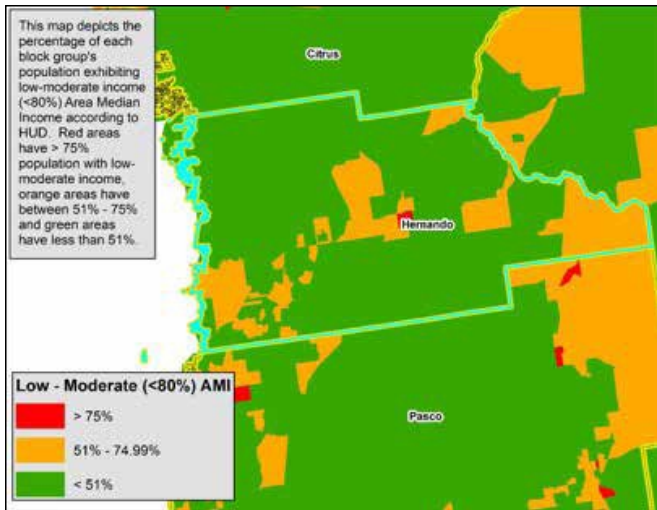 This map depicts the
percentage of each
block group's
population exhibiting
low-moderate income
(<80%) Area Median
Income according to
HUD. Red areas
have > 75%
population with low-
moderate income,
orange areas have
between 51% - 75%
and green areas
have less than 51%.
Citrus
Hernando
Pasco
Low - Moderate (<80%) AMI
> 75%
51% - 74.99%
< 51%